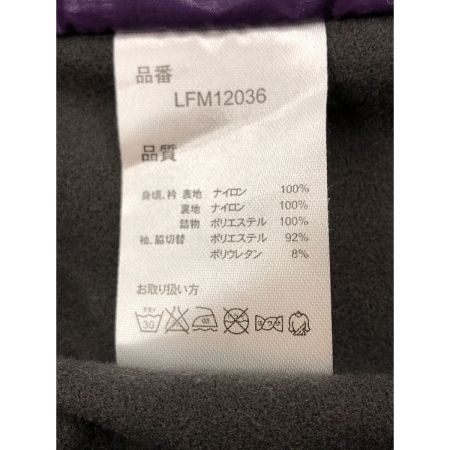 品番
LFM12036
品質
身頃、衿 表地 ナイロン 100%
裏地 ナイロン 100%
詰物 ポリエステル 100%
袖、脇切替 ポリエステル 92%
ポリウレタン 8%
お取り扱い方
30